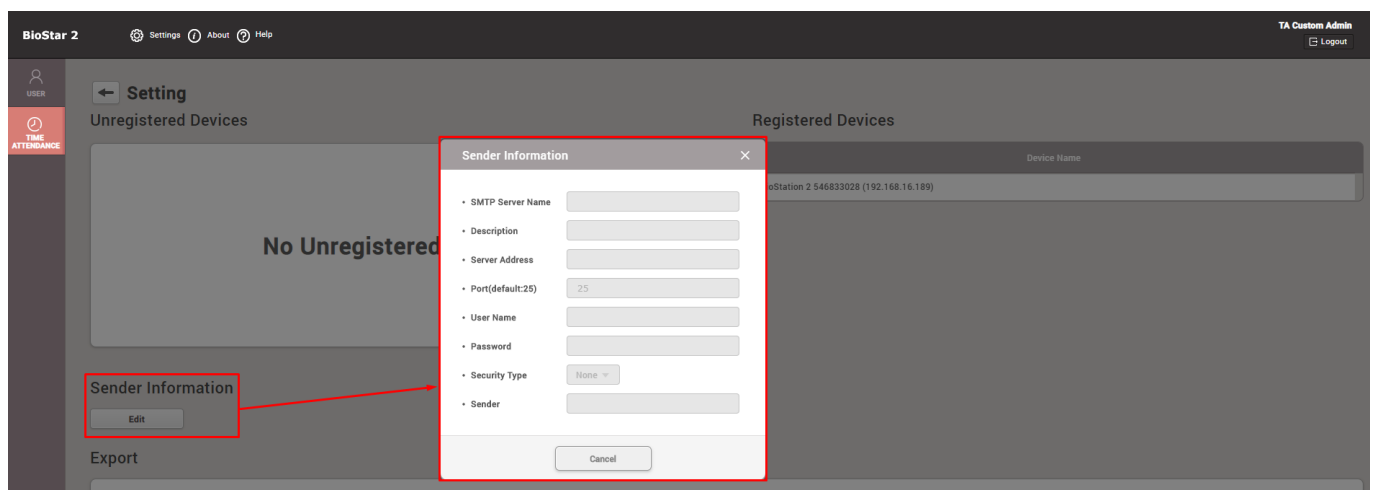 BioStar 2
Settings
About
Help
TA Custom Admin
Logout
USER
TIME
ATTENDANCE
Setting
Unregistered Devices
Registered Devices
No Unregistered
Device Name
oStation 2 546833028 (192.168.16.189)
Sender Information
• SMTP Server Name
• Description
• Server Address
• Port(default:25) 25
• User Name
• Password
• Security Type None
• Sender
Cancel
Sender Information
Edit
Export